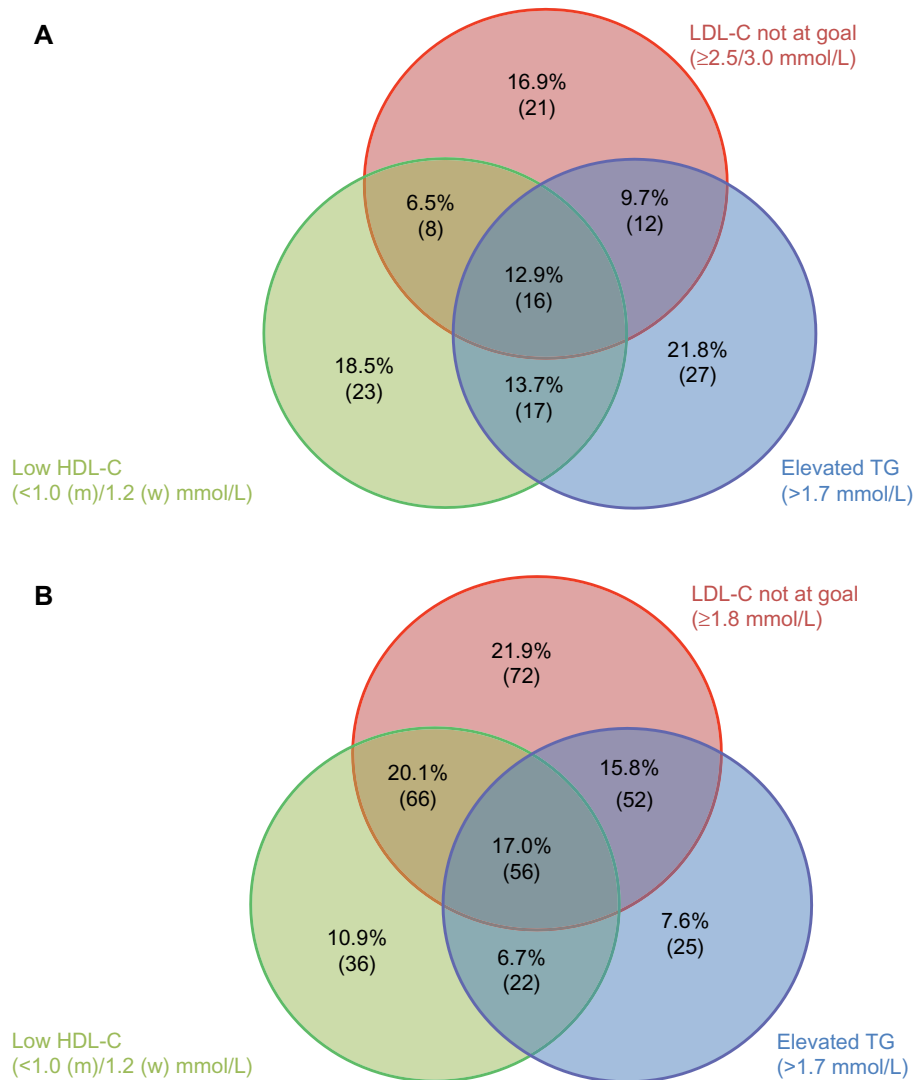 A
LDL-C not at goal
(≥2.5/3.0 mmol/L)
16.9%
(21)
6.5%
(8)
9.7%
(12)
12.9%
(16)
18.5%
(23)
21.8%
(27)
13.7%
(17)
Low HDL-C
(<1.0 (m)/1.2 (w) mmol/L)
Elevated TG
(>1.7 mmol/L)
B
LDL-C not at goal
(≥1.8 mmol/L)
21.9%
(72)
20.1%
(66)
15.8%
(52)
17.0%
(56)
10.9%
(36)
7.6%
(25)
6.7%
(22)
Low HDL-C
(<1.0 (m)/1.2 (w) mmol/L)
Elevated TG
(>1.7 mmol/L)